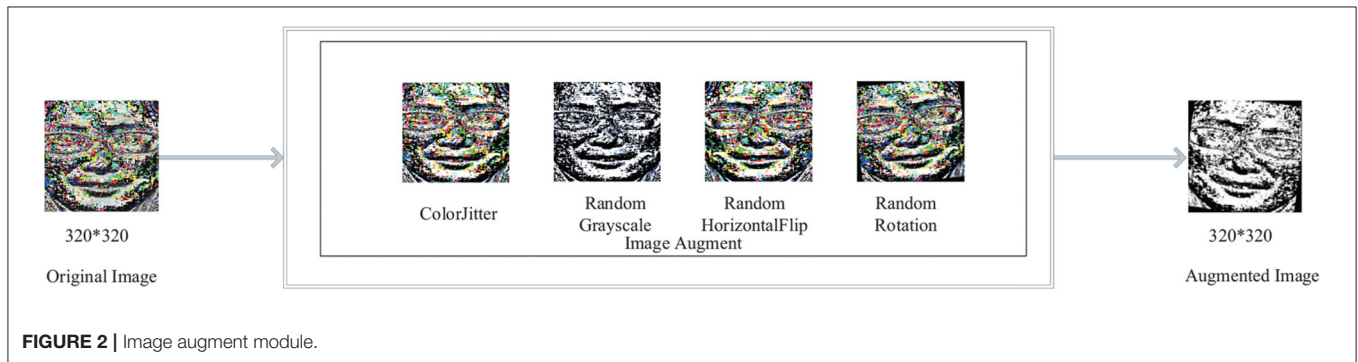 320*320
Original Image
ColorJitter
Random
Grayscale
Random
HorizontalFlip
Random
Rotation
Image Augment
320*320
Augmented Image
FIGURE 2 | Image augment module.